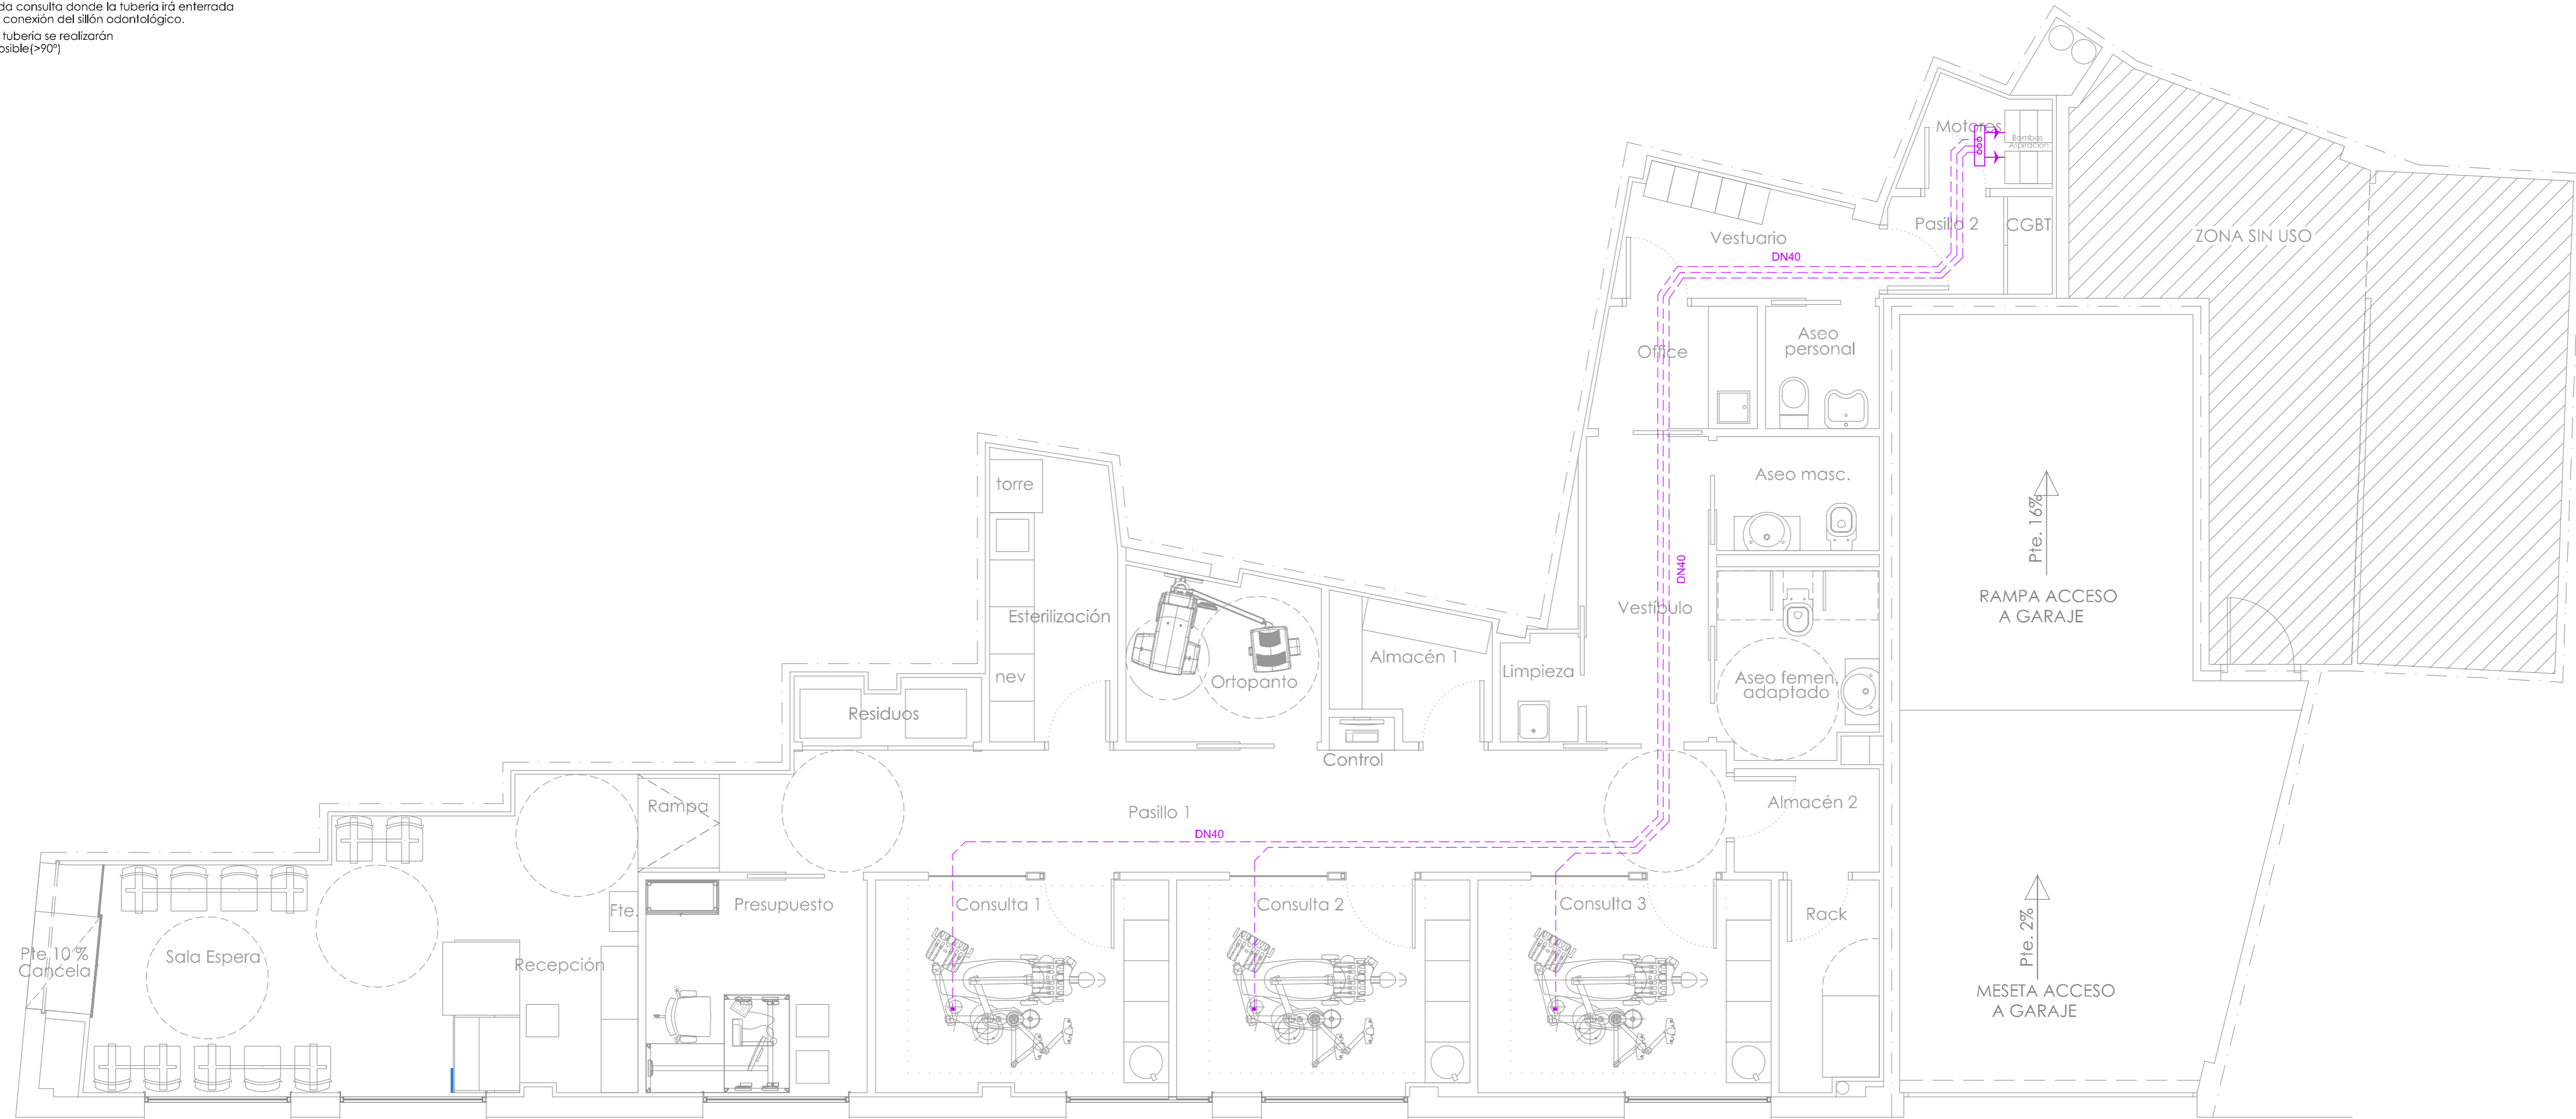 da consulta donde la tubería irá enterrada
conexión del sillón odontológico.
tubería se realizarán
osible(>90°)
Motores
Bombas
Aspiración
Pasillo 2
CGBT
ZONA SIN USO
Vestuario
DN40
Aseo
personal
Office
Aseo masc.
torre
Pte. 16%
DN40
RAMPA ACCESO
A GARAJE
Esterilización
Vestíbulo
Almacén 1
Limpieza
nev
Ortopanto
Aseo femen.
adaptado
Residuos
Control
Rampa
Pasillo 1
Almacén 2
DN40
Fte.
Presupuesto
Consulta 1
Consulta 2
Consulta 3
Rack
Pte. 2%
Pte 10%
Cancela
Sala Espera
Recepción
MESETA ACCESO
A GARAJE